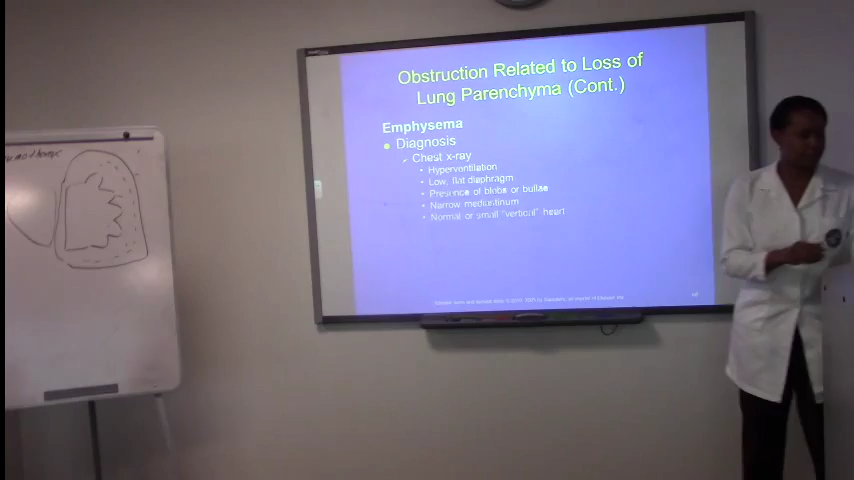 Obstruction Related to Loss of
Lung Parenchyma (Cont.)
Emphysema
Diagnosis
Chest x-ray
Hyperventilation
Low, flat diaphragm
Presence of blebs or bullae
Narrow mediastinum
Normal or small "vertical" heart